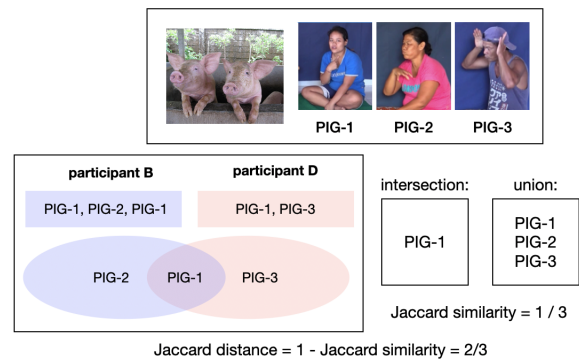 PIG-1 PIG-2 PIG-3
participant B participant D
PIG-1, PIG-2, PIG-1 PIG-1, PIG-3
PIG-2 PIG-1 PIG-3
intersection: union:
PIG-1
PIG-1
PIG-2
PIG-3
Jaccard similarity = 1 / 3
Jaccard distance = 1 - Jaccard similarity = 2/3